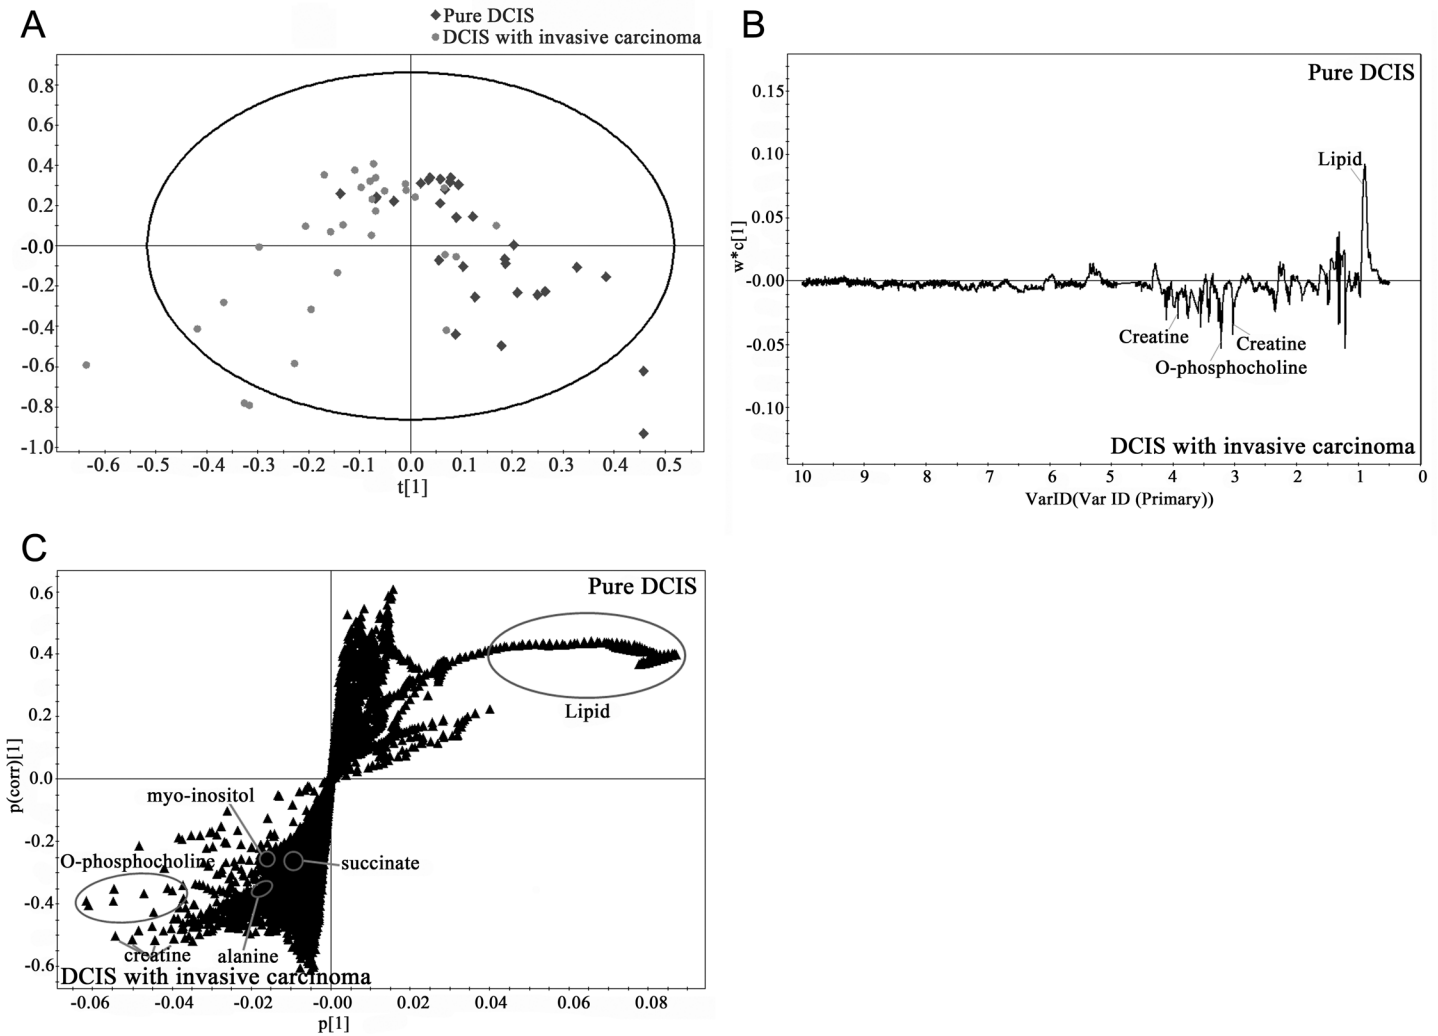 A
Pure DCIS
DCIS with invasive carcinoma
0.8
0.6
0.4
0.2
-0.0
-0.2
-0.4
-0.6
-0.8
-1.0
-0.6 -0.5 -0.4 -0.3 -0.2 -0.1 0.0 0.1 0.2 0.3 0.4 0.5
t[1]
B
Pure DCIS
0.15
0.10
0.05
-0.00
-0.05
-0.10
w*c[1]
Lipid
Creatine
Creatine
O-phosphocholine
DCIS with invasive carcinoma
10 9 8 7 6 5 4 3 2 1 0
VarID(Var ID (Primary))
C
Pure DCIS
0.6
0.4
0.2
0.0
-0.2
-0.4
-0.6
p(corr)[1]
Lipid
myo-inositol
O-phosphocholine
succinate
creatine
alanine
DCIS with invasive carcinoma
-0.06 -0.04 -0.02 -0.00 0.02 0.04 0.06 0.08
p[1]